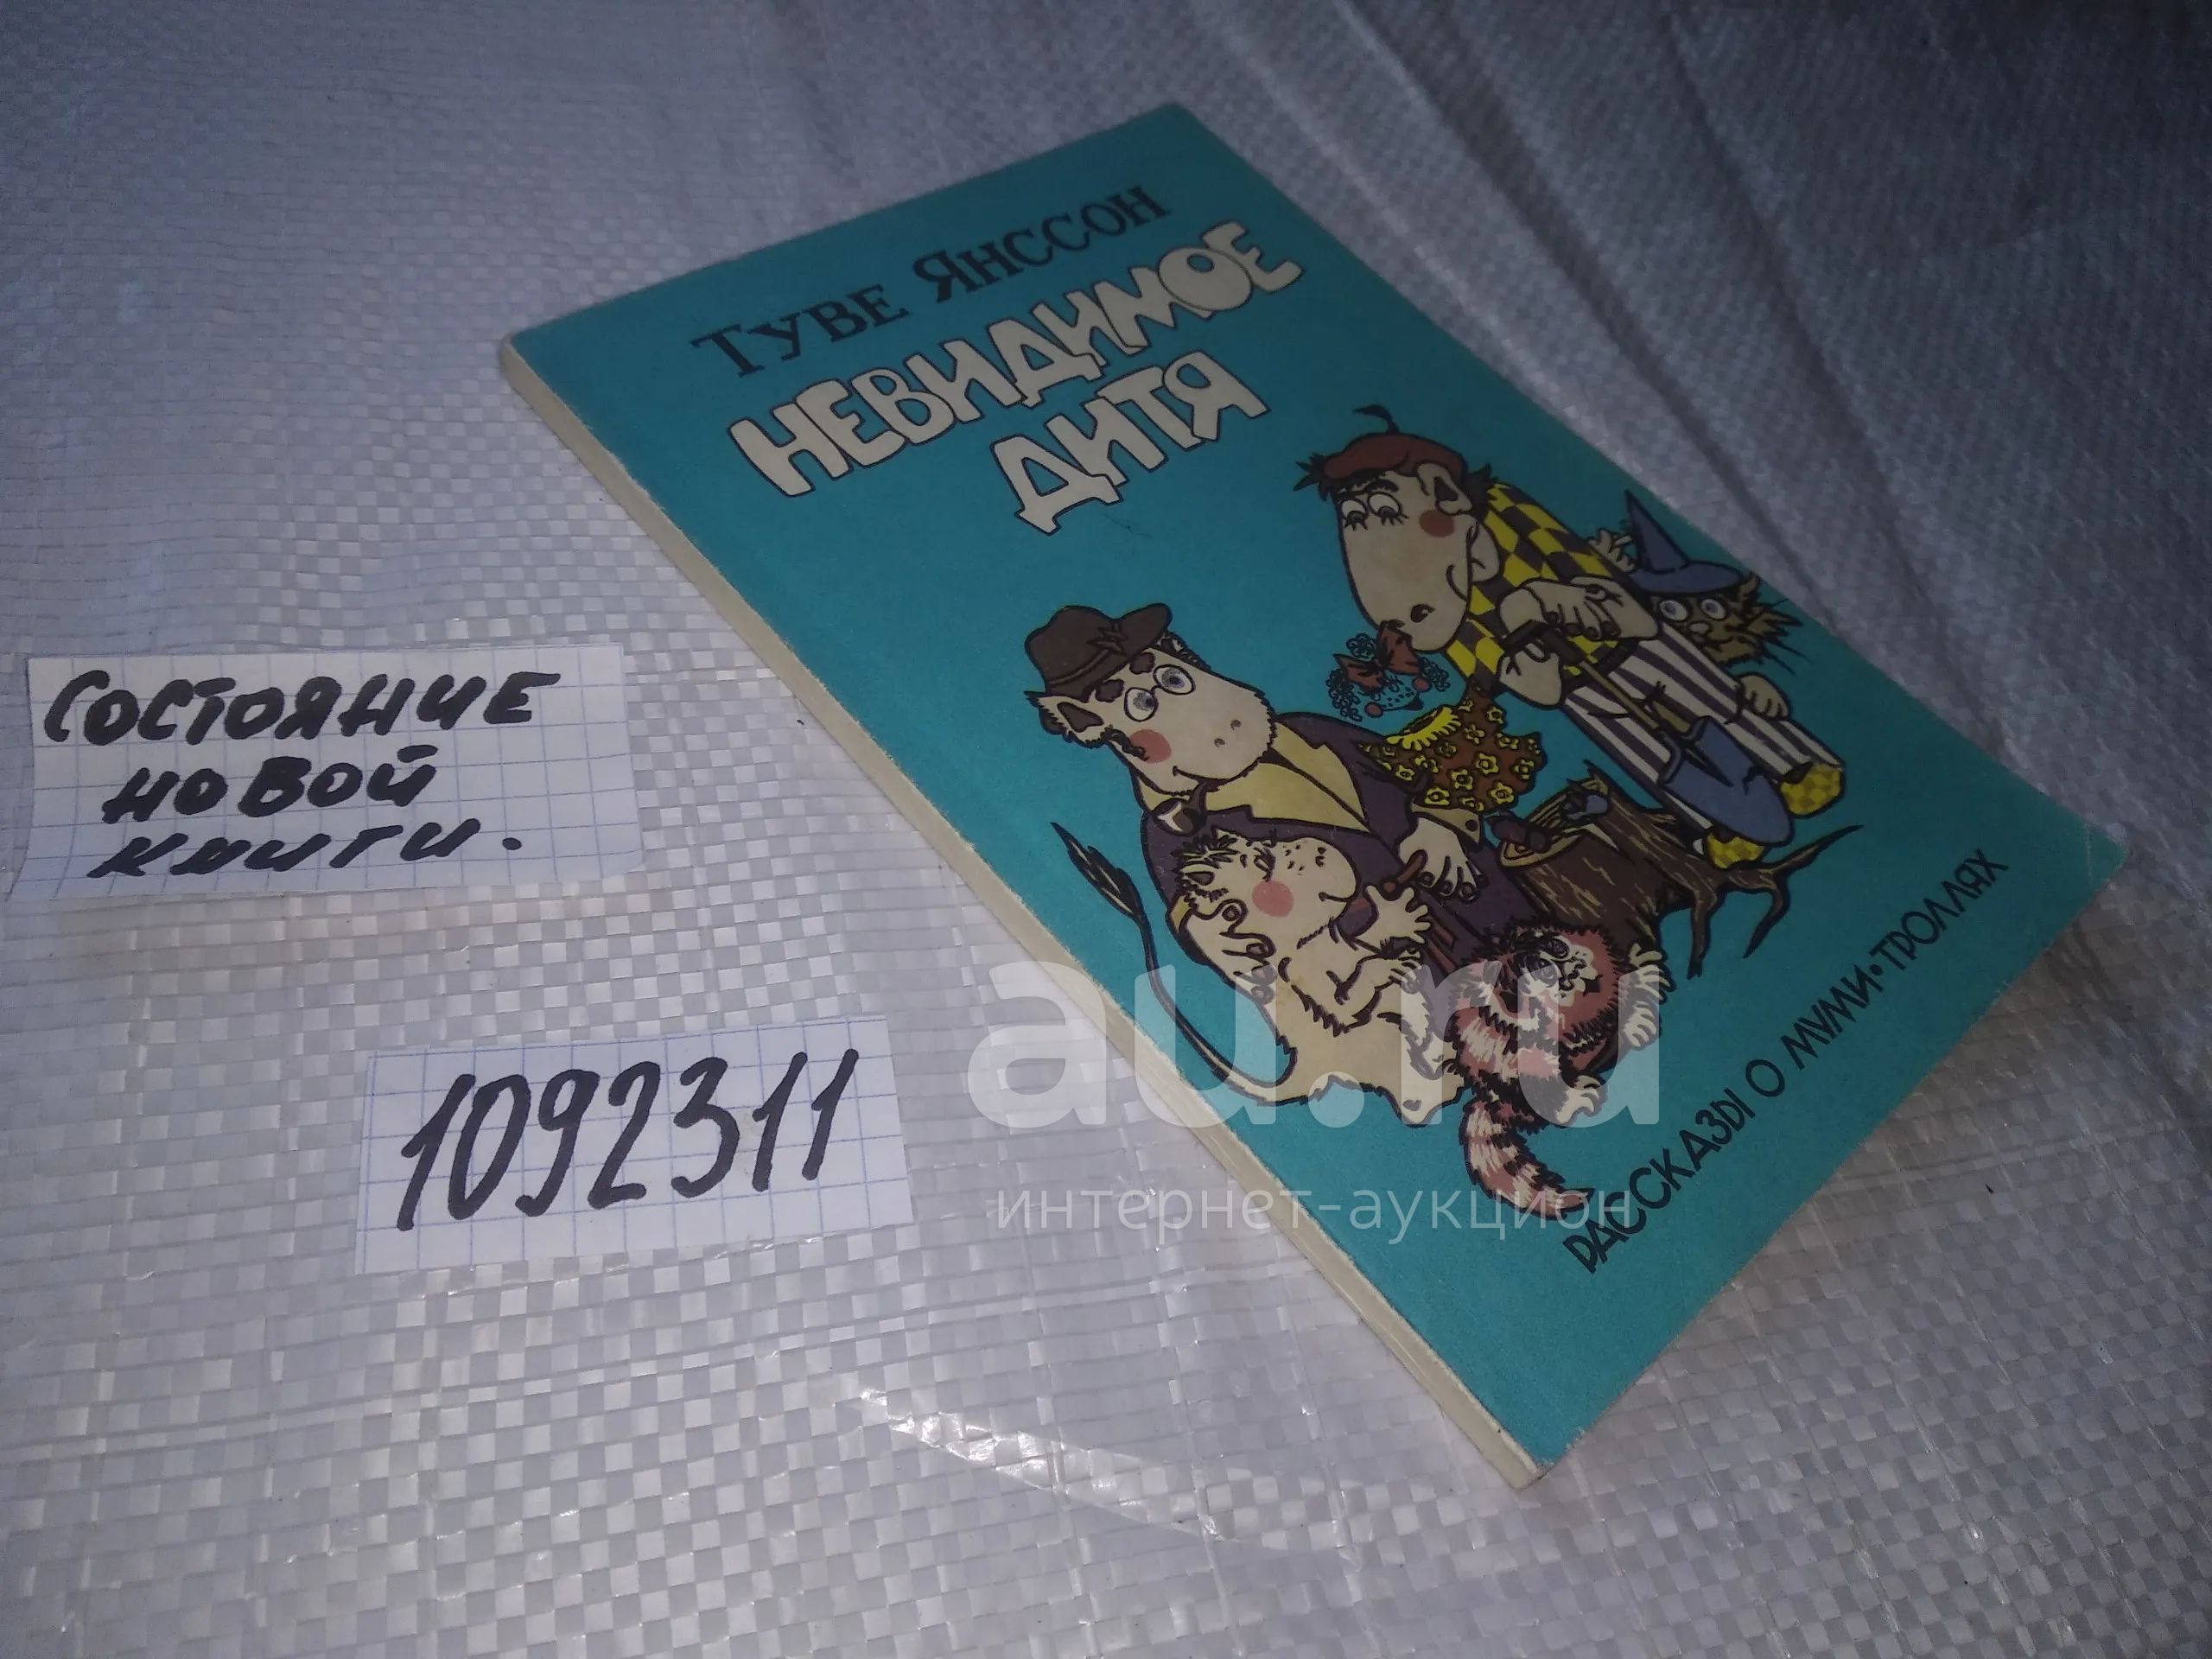 ТУВЕ ЯНССОН
НЕВИДИМОЕ
ДИТЯ
РАССКАЗЫ О МУМИ-ТРОЛЛЯХ
СОСТОЯНИЕ
НОВОЙ
КНИГИ.
1092311
au.ru
интернет-аукцион